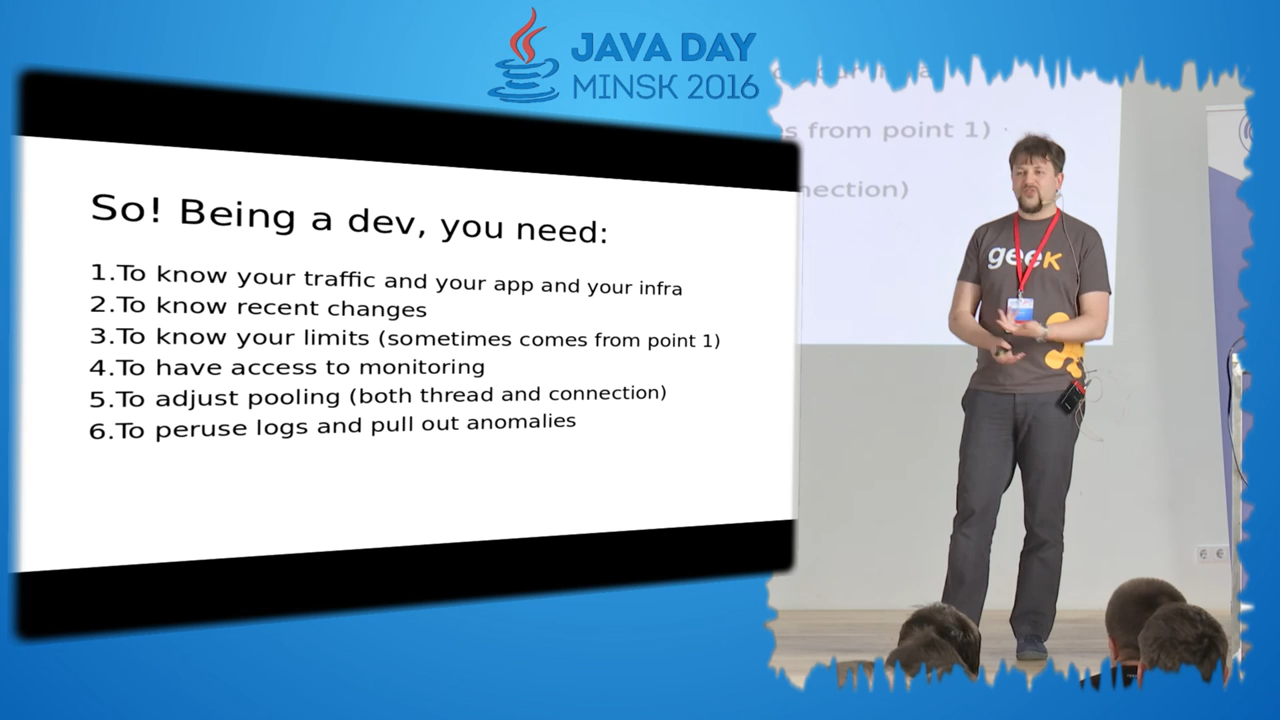 JAVA DAY
MINSK 2016
So! Being a dev, you need:
1.To know your traffic and your app and your infra
2.To know recent changes
3.To know your limits (sometimes comes from point 1)
4.To have access to monitoring
5.To adjust pooling (both thread and connection)
6.To peruse logs and pull out anomalies
from point 1)
nection)
geek